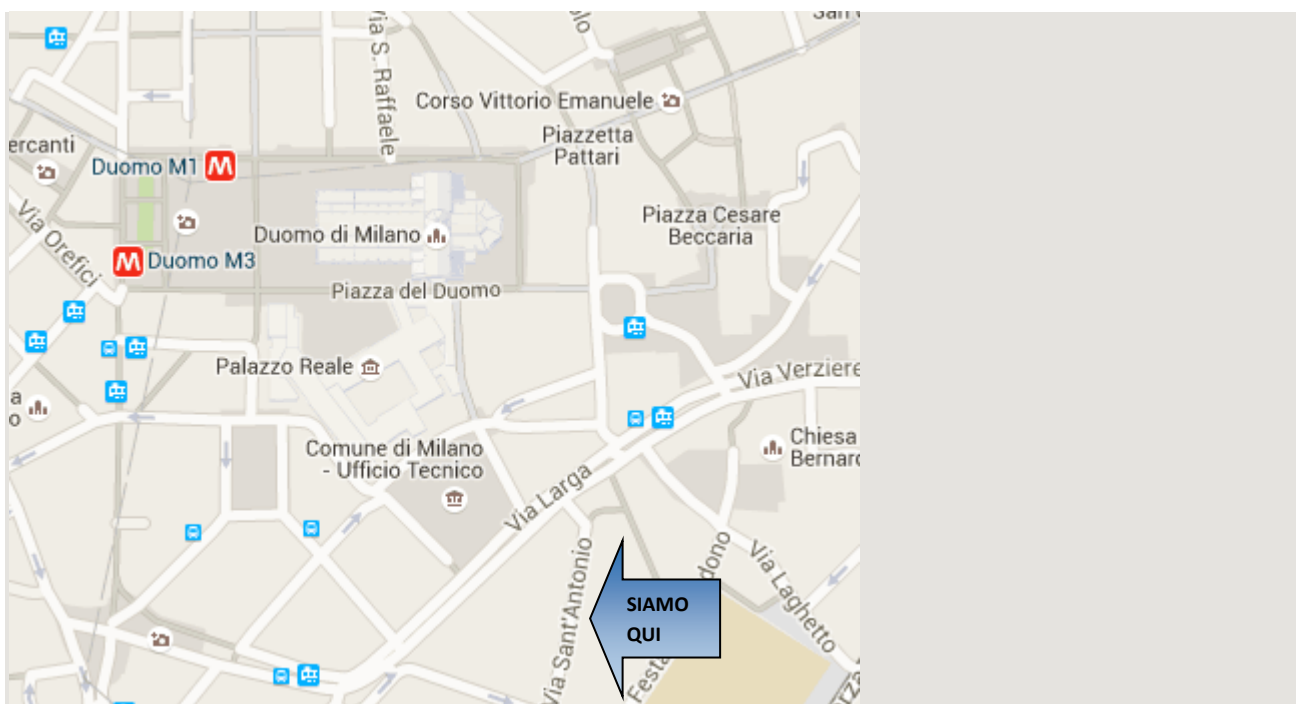 Via S. Raffaele
Corso Vittorio Emanuele
ercanti
Piazzetta
Pattari
Duomo M1
M
Piazza Cesare
Beccaria
Via Orefici
Duomo di Milano
M
Duomo M3
Piazza del Duomo
Palazzo Reale
Via Verziere
a
o
Comune di Milano
- Ufficio Tecnico
Chiesa
Bernard
Via Larga
Via Sant'Antonio
SIAMO
QUI
dono
Festa
Via Laghetto